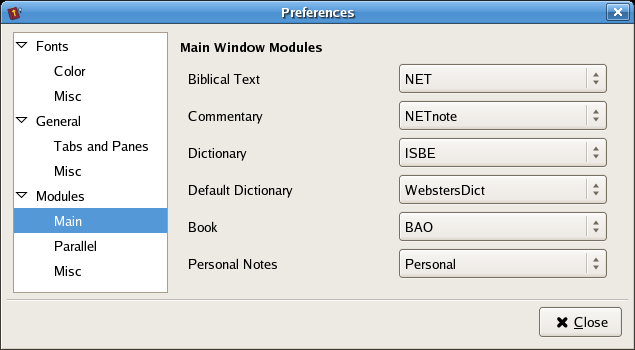 Preferences
Fonts
Color
Misc
General
Tabs and Panes
Misc
Modules
Main
Parallel
Misc
Main Window Modules
Biblical Text NET
Commentary NETnote
Dictionary ISBE
Default Dictionary WebstersDict
Book BAO
Personal Notes Personal
Close